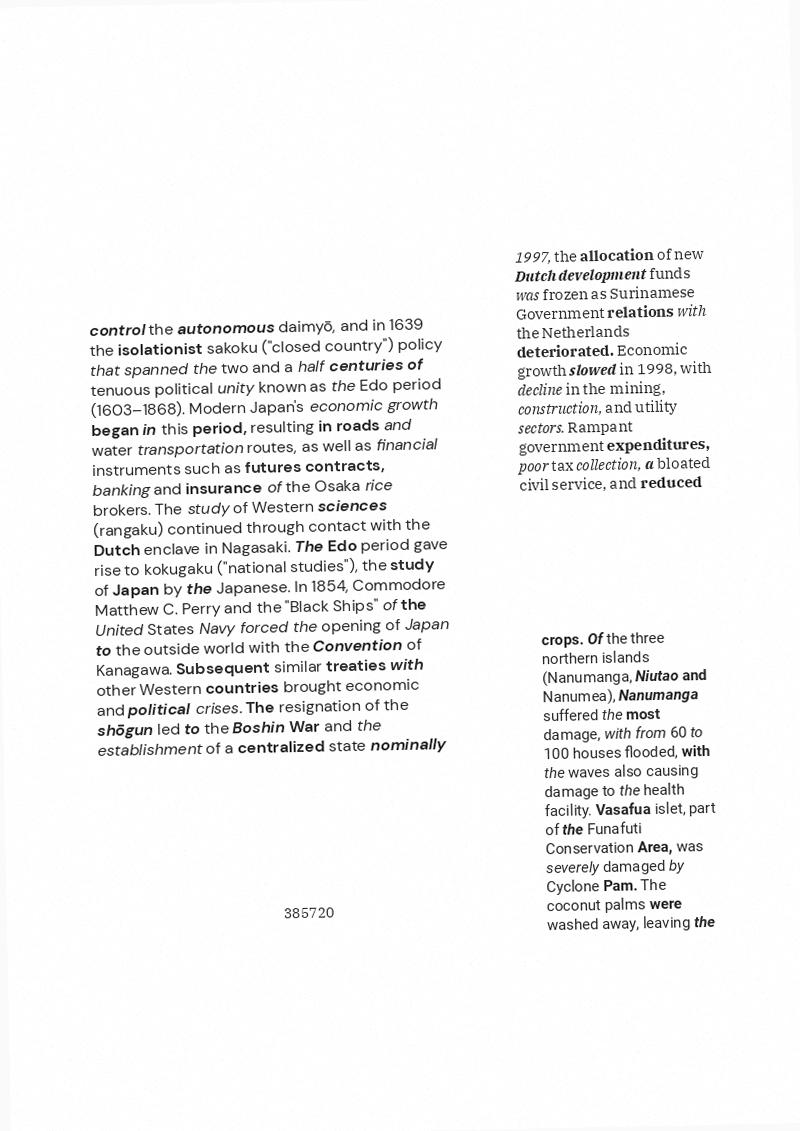 control the autonomous daimyō, and in 1639
the isolationist sakoku ("closed country") policy
that spanned the two and a half centuries of
tenuous political unity known as the Edo period
(1603–1868). Modern Japan's economic growth
began in this period, resulting in roads and
water transportation routes, as well as financial
instruments such as futures contracts,
banking and insurance of the Osaka rice
brokers. The study of Western sciences
(rangaku) continued through contact with the
Dutch enclave in Nagasaki. The Edo period gave
rise to kokugaku ("national studies"), the study
of Japan by the Japanese. In 1854, Commodore
Matthew C. Perry and the "Black Ships" of the
United States Navy forced the opening of Japan
to the outside world with the Convention of
Kanagawa. Subsequent similar treaties with
other Western countries brought economic
and political crises. The resignation of the
shōgun led to the Boshin War and the
establishment of a centralized state nominally
1997, the allocation of new
Dutch development funds
was frozen as Surinamese
Government relations with
the Netherlands
deteriorated. Economic
growth slowed in 1998, with
decline in the mining,
construction, and utility
sectors. Rampant
government expenditures,
poor tax collection, a bloated
civil service, and reduced
crops. Of the three
northern islands
(Nanumanga, Niutao and
Nanumea), Nanumanga
suffered the most
damage, with from 60 to
100 houses flooded, with
the waves also causing
damage to the health
facility. Vasafua islet, part
of the Funafuti
Conservation Area, was
severely damaged by
Cyclone Pam. The
coconut palms were
washed away, leaving the
385720